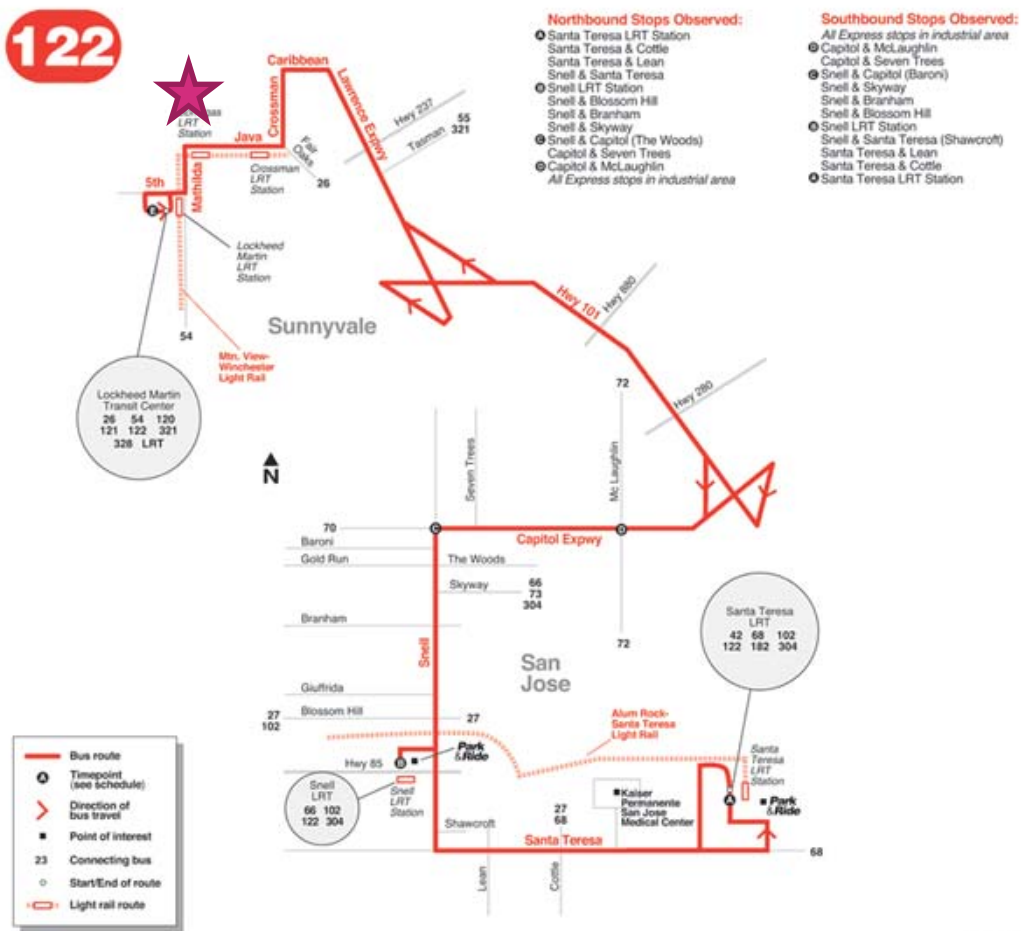 122
Northbound Stops Observed:
A Santa Teresa LRT Station
Santa Teresa & Cottle
Santa Teresa & Lean
Snell & Santa Teresa
B Snell LRT Station
Snell & Blossom Hill
Snell & Branham
Snell & Skyway
C Snell & Capitol (The Woods)
Capitol & Seven Trees
D Capitol & McLaughlin
All Express stops in industrial area
Southbound Stops Observed:
All Express stops in industrial area
D Capitol & McLaughlin
Capitol & Seven Trees
C Snell & Capitol (Baroni)
Snell & Skyway
Snell & Branham
Snell & Blossom Hill
B Snell LRT Station
Snell & Santa Teresa (Shawcroft)
Santa Teresa & Lean
Santa Teresa & Cottle
A Santa Teresa LRT Station
Caribbean
Crossman
Lawrence Expwy
Hwy 237
Tasman
55
321
LRT
Station
Java
Fair
Oaks
26
Crossman
LRT
Station
Mathilda
5th
E
Lockheed
Martin
LRT
Station
54
Sunnyvale
Mtn. View-
Winchester
Light Rail
Lockheed Martin
Transit Center
26 54 120
121 122 321
328 LRT
Hwy 101
Hwy 880
Hwy 280
N
72
Seven Trees
Mc Laughlin
70
C
D
Capitol Expwy
Baroni
Gold Run
The Woods
Skyway
66
73
304
Branham
72
Snell
San
Jose
Santa Teresa
LRT
42 68 102
122 182 304
Giuffrida
27
102
Blossom Hill
27
Alum Rock-
Santa Teresa
Light Rail
Park
&Ride
Hwy 85
B
Snell
LRT
66 102
122 304
Snell
LRT
Station
Santa
Teresa
LRT
Station
A
Park
&Ride
Kaiser
Permanente
San Jose
Medical Center
27
68
Shawcroft
Santa Teresa
68
Lean
Cottle
Bus route
A Timepoint
(see schedule)
Direction of
bus travel
Point of interest
23 Connecting bus
Start/End of route
Light rail route